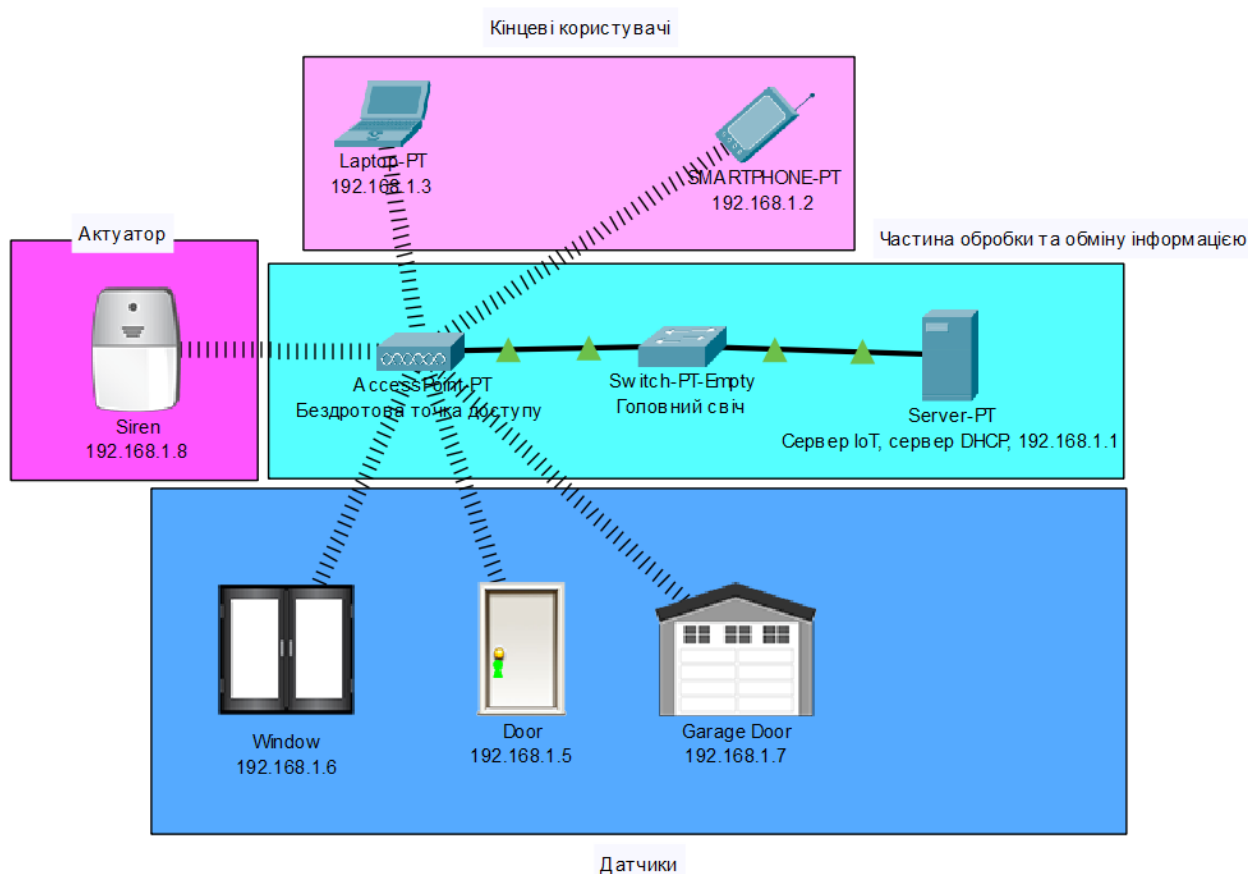 Кінцеві користувачі
Laptop-PT
192.168.1.3
SMARTPHONE-PT
192.168.1.2
Актуатор
Частина обробки та обміну інформацією
Siren
192.168.1.8
AccessPoint-PT
Бездротова точка доступу
Switch-PT-Empty
Головний свіч
Server-PT
Сервер IoT, сервер DHCP, 192.168.1.1
Window
192.168.1.6
Door
192.168.1.5
Garage Door
192.168.1.7
Датчики